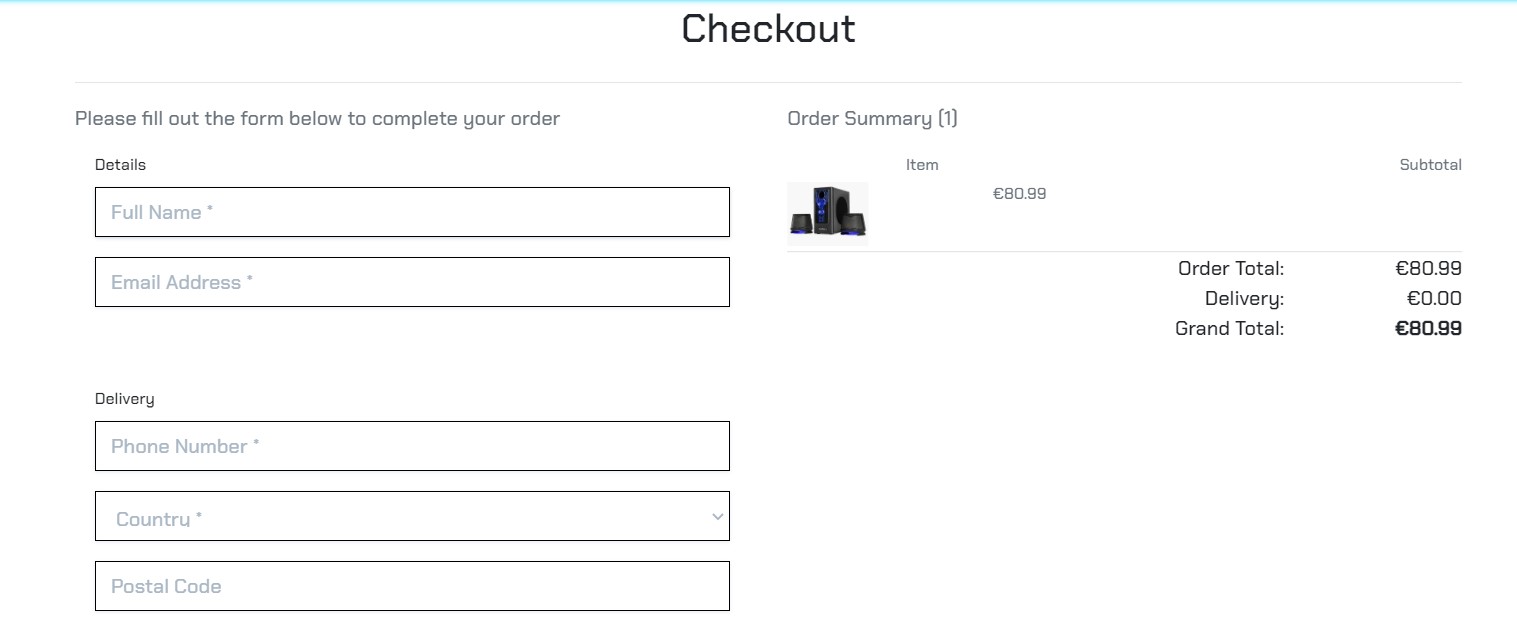 Checkout
Please fill out the form below to complete your order
Details
Full Name *
Email Address *
Delivery
Phone Number *
Country *
Postal Code
Order Summary (1)
Item Subtotal
€80.99
Order Total: €80.99
Delivery: €0.00
Grand Total: €80.99